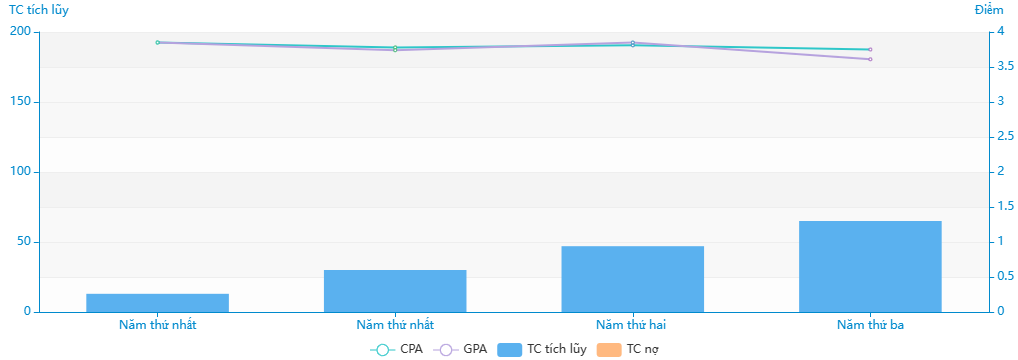 TC tích lũy
Điểm
200
150
100
50
0
4
3.5
3
2.5
2
1.5
1
0.5
0
Năm thứ nhất
Năm thứ nhất
Năm thứ hai
Năm thứ ba
CPA
GPA
TC tích lũy
TC nợ